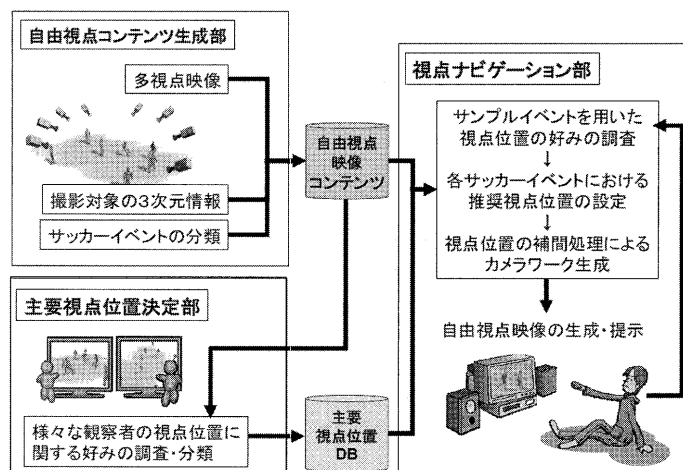 自由視点コンテンツ生成部
多視点映像
撮影対象の3次元情報
サッカーイベントの分類
自由視点
映像
コンテンツ
主要視点位置決定部
様々な観察者の視点位置に
関する好みの調査・分類
主要
視点位置
DB
視点ナビゲーション部
サンプルイベントを用いた
視点位置の好みの調査
↓
各サッカーイベントにおける
推奨視点位置の設定
↓
視点位置の補間処理による
カメラワーク生成
自由視点映像の生成・提示